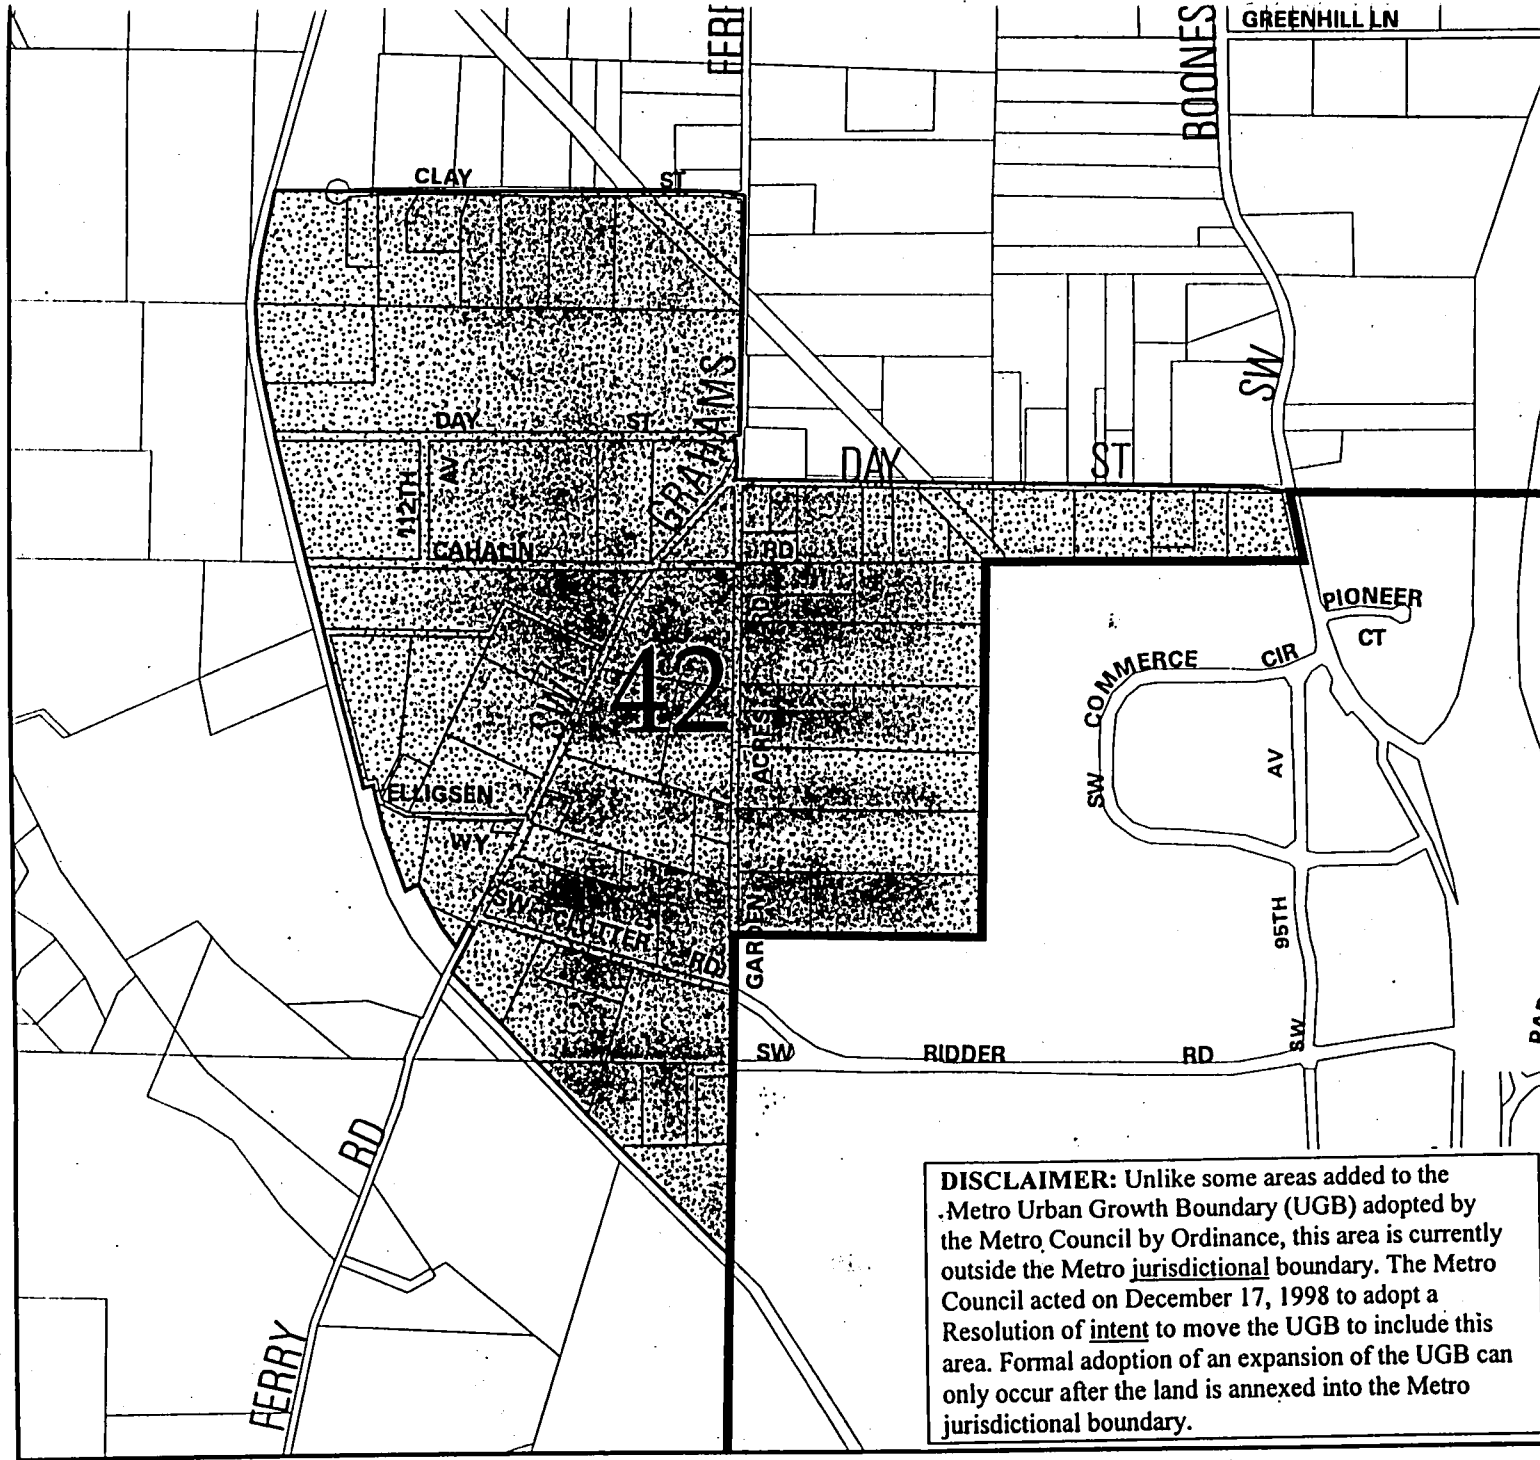 GREENHILL LN
BOONES
CLAY ST
SW
GRAHAMS
DAY ST
DAY ST
112TH
AV
CAHALIN RD
RD
PIONEER
CT
42
SW COMMERCE CIR
AV
ACRES
ELLIGSEN
WY
SW CLUTTER RD
GARDEN
95TH
SW
SW RIDDER RD
RD
FERRY
DISCLAIMER: Unlike some areas added to the
Metro Urban Growth Boundary (UGB) adopted by
the Metro Council by Ordinance, this area is currently
outside the Metro jurisdictional boundary. The Metro
Council acted on December 17, 1998 to adopt a
Resolution of intent to move the UGB to include this
area. Formal adoption of an expansion of the UGB can
only occur after the land is annexed into the Metro
jurisdictional boundary.